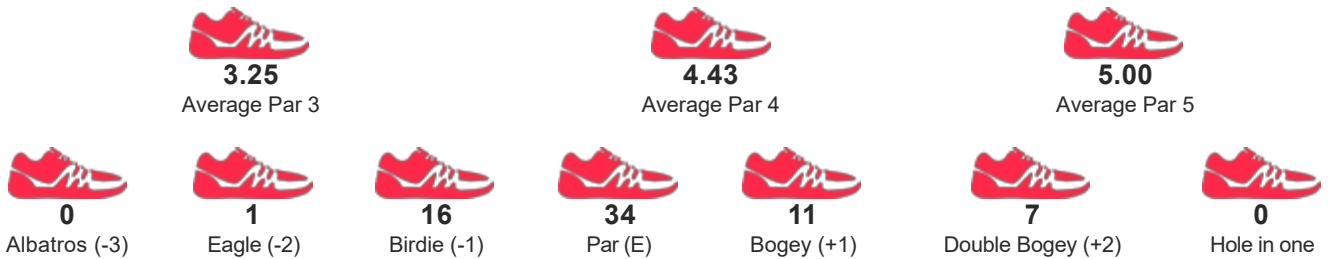 3.25 4.43 5.00
Average Par 3 Average Par 4 Average Par 5
0 1 16 34 11 7 0
Albatros (-3) Eagle (-2) Birdie (-1) Par (E) Bogey (+1) Double Bogey (+2) Hole in one